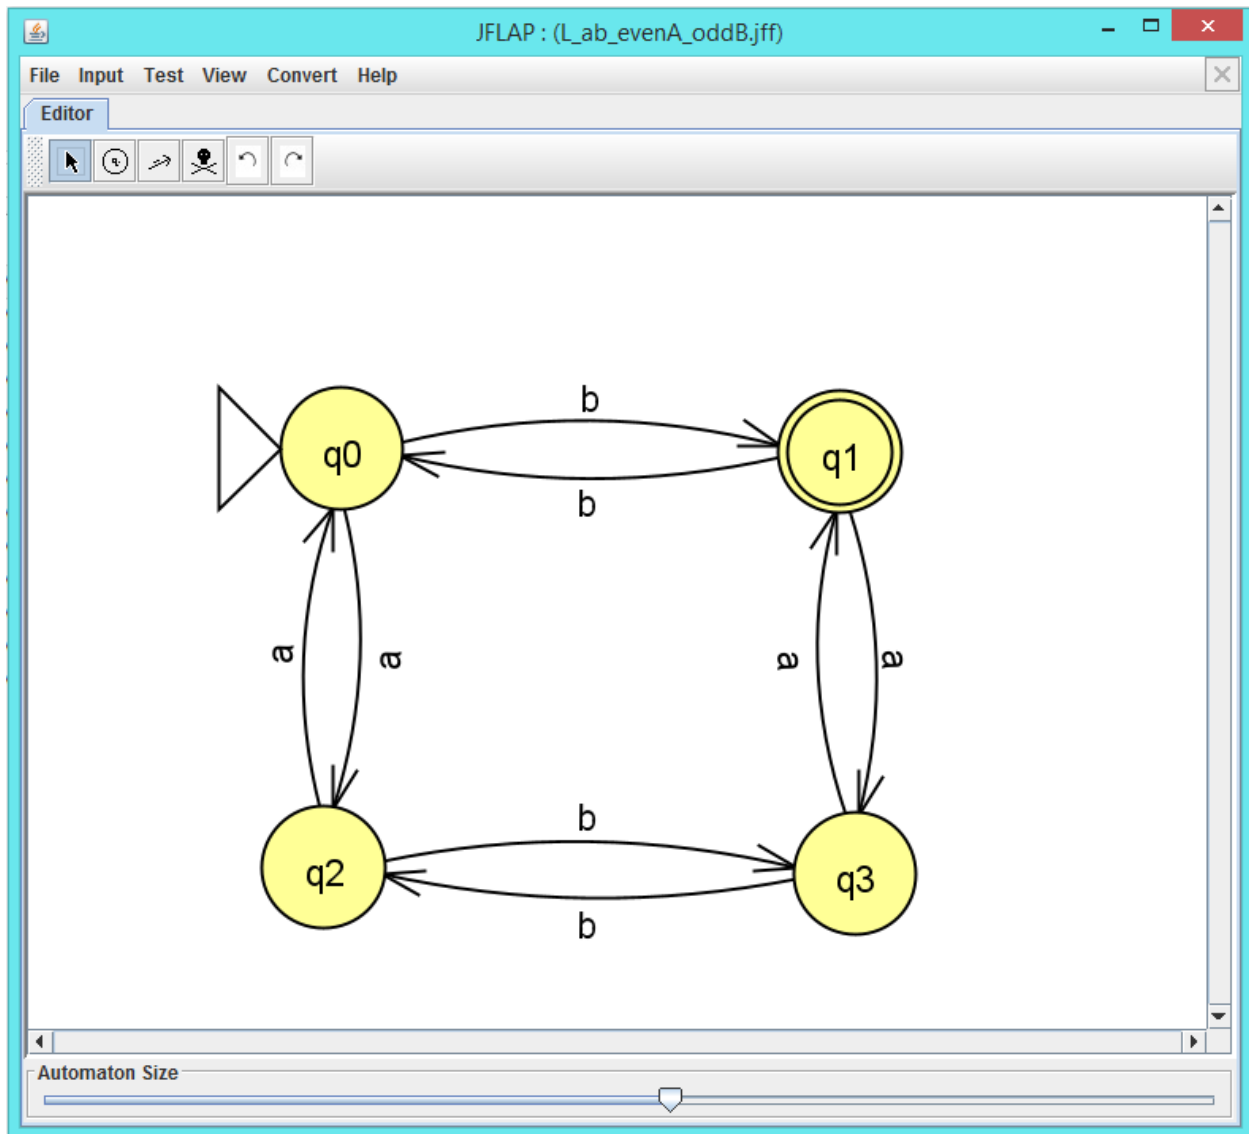 JFLAP : (L_ab_evenA_oddB.jff)
File Input Test View Convert Help
Editor
b
q0 q1
b
a a a a
b
q2 q3
b
Automaton Size